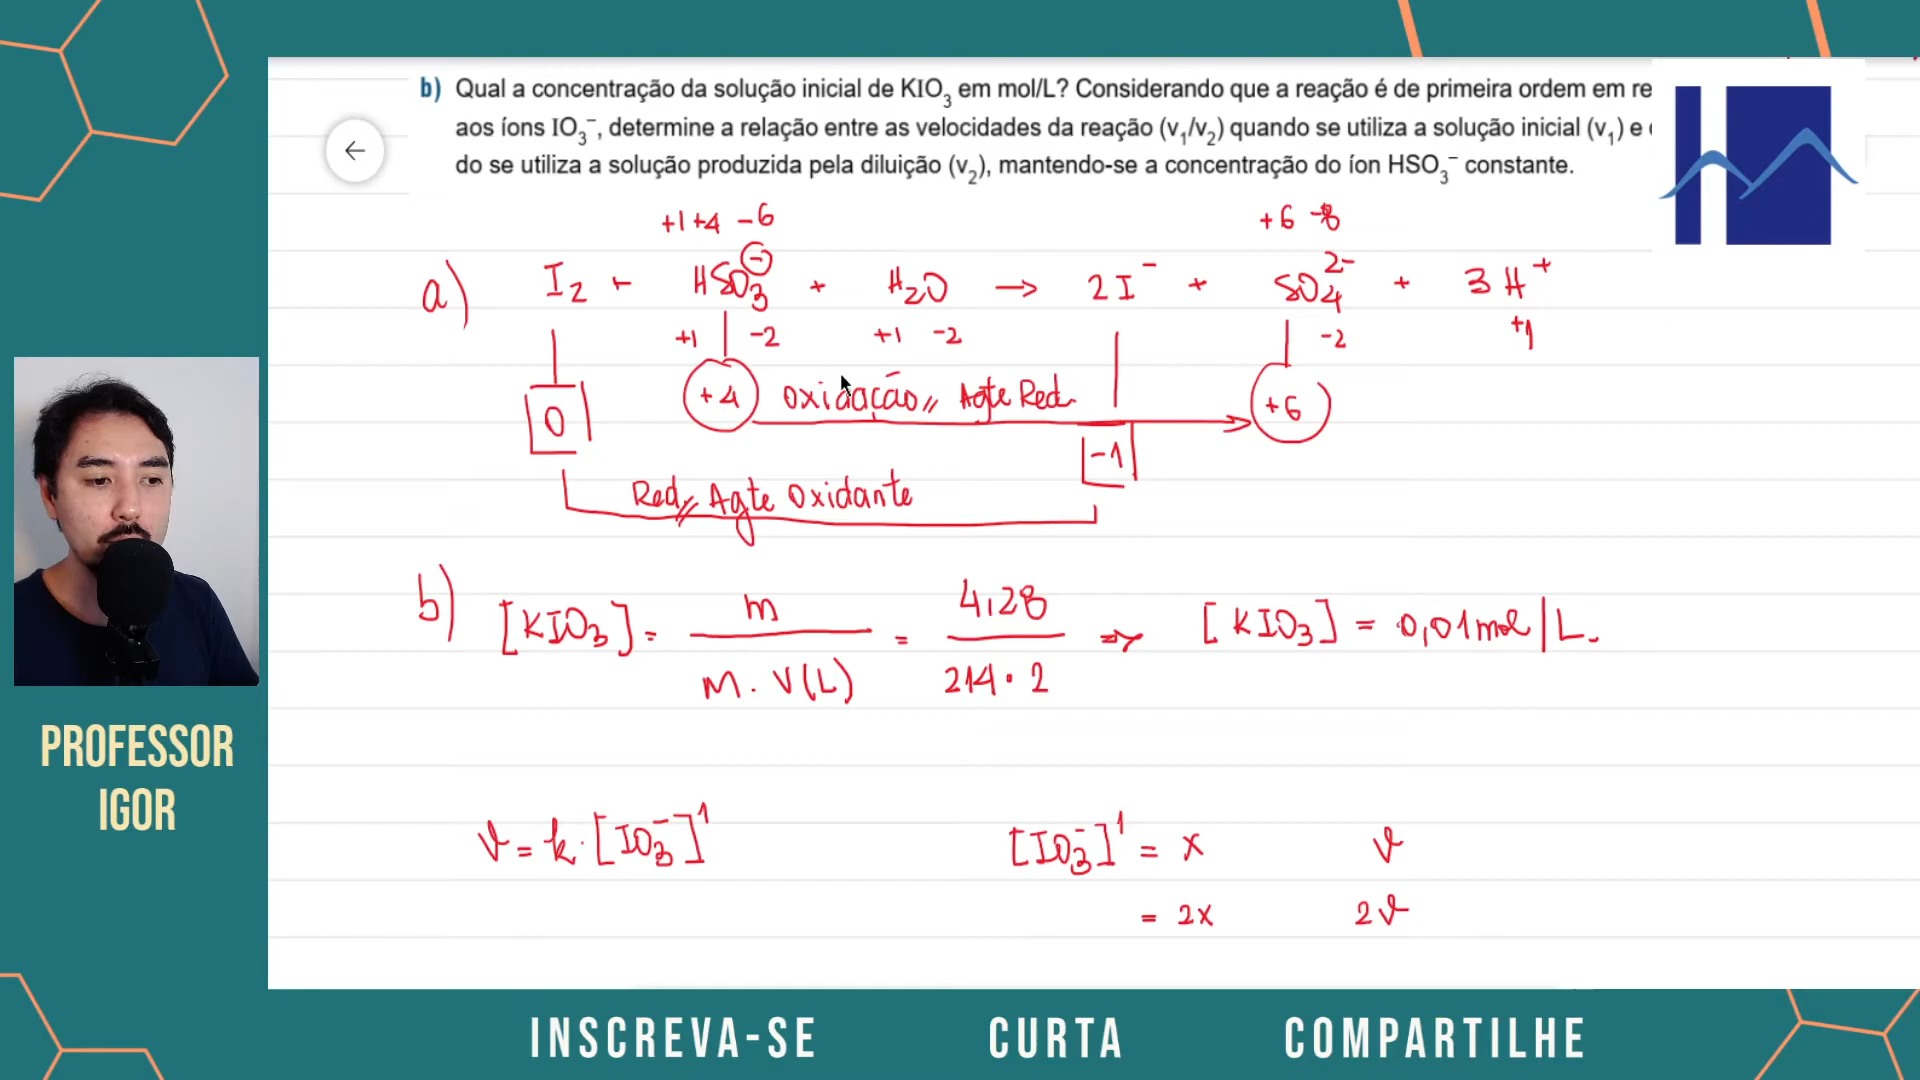 b) Qual a concentração da solução inicial de KIO3 em mol/L? Considerando que a reação é de primeira ordem em re
aos íons IO3−, determine a relação entre as velocidades da reação (v1/v2) quando se utiliza a solução inicial (v1) e
do se utiliza a solução produzida pela diluição (v2), mantendo-se a concentração do íon HSO3− constante.
+1 +4 -6 +6 -8
a) I2 + HSO3− + H2O → 2I− + SO4 2− + 3H+
+1 -2 +1 -2 -2 +1
0 +4 Oxidação// Agte Red. +6
-1
Red// Agte Oxidante
b) [KIO3] = m / M . V(L) = 4,28 / 214 . 2 ⇒ [KIO3] = 0,01 mol/L.
v = k . [IO3−]1 [IO3−]1 = x v
= 2x 2v
PROFESSOR
IGOR
INSCREVA-SE CURTA COMPARTILHE